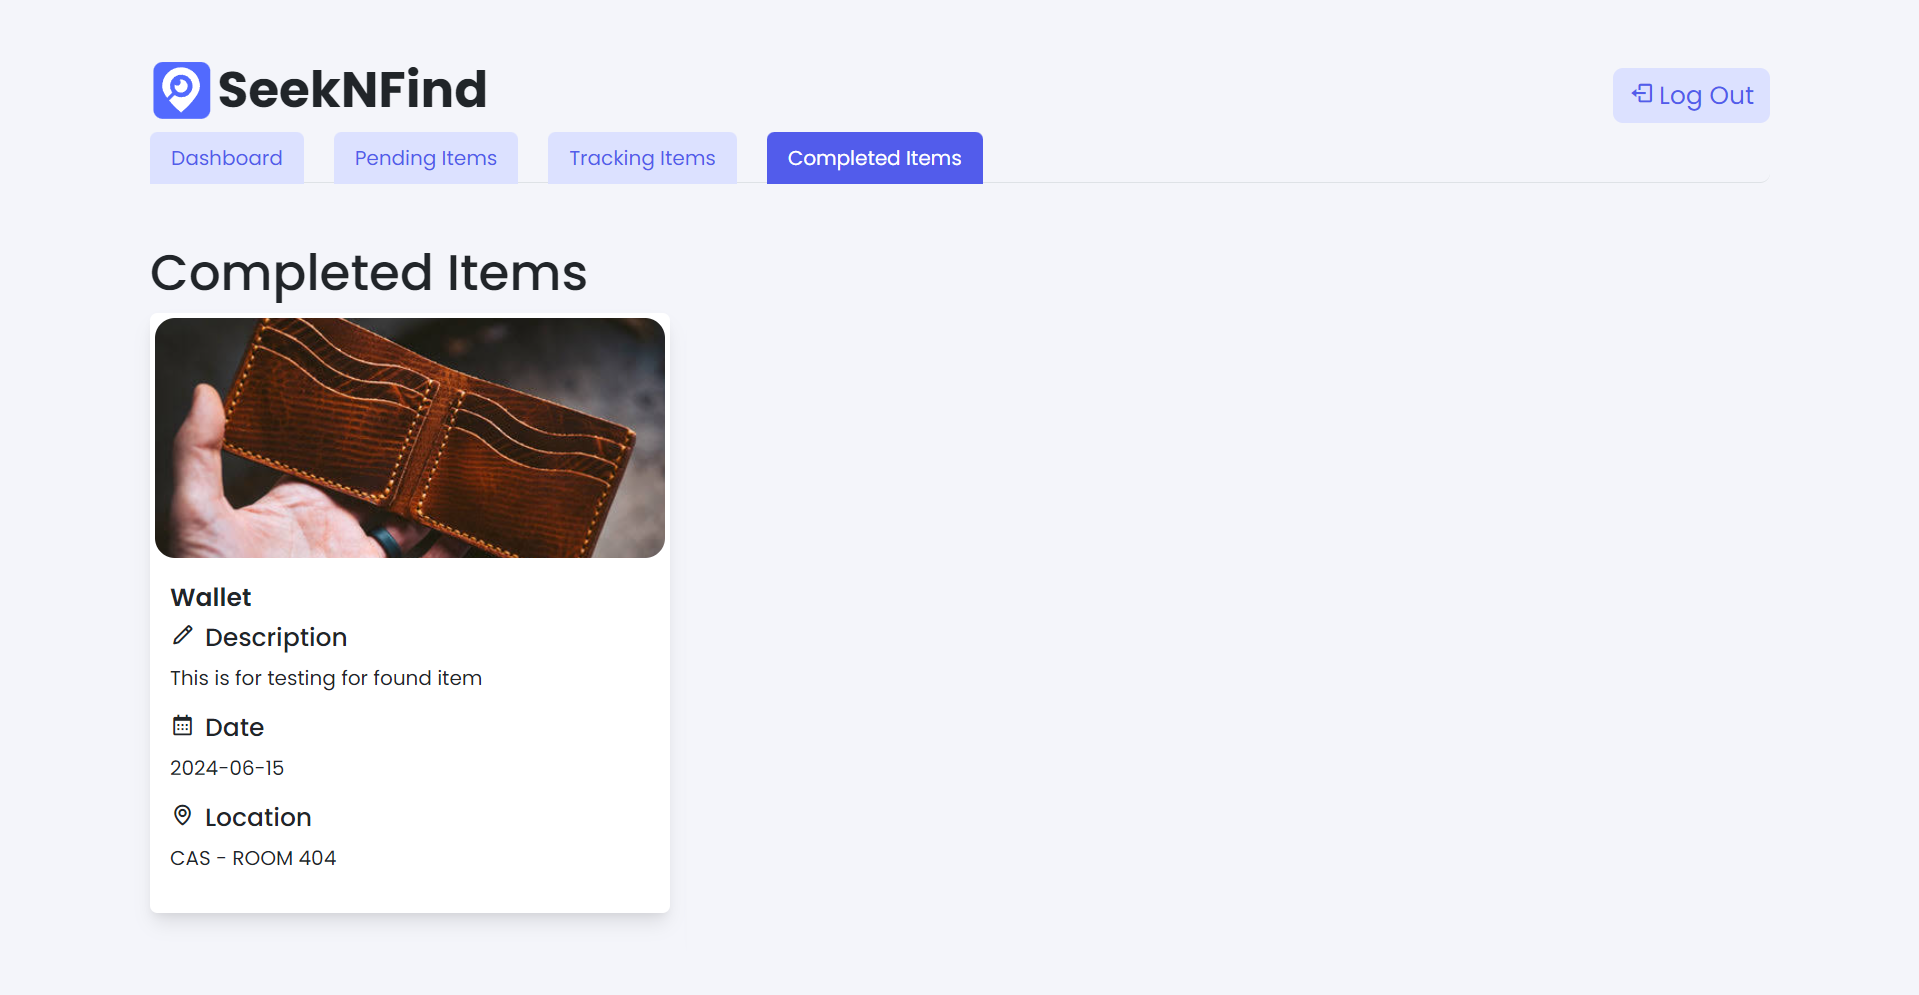 SeekNFind
Log Out
Dashboard
Pending Items
Tracking Items
Completed Items
Completed Items
Wallet
Description
This is for testing for found item
Date
2024-06-15
Location
CAS - ROOM 404